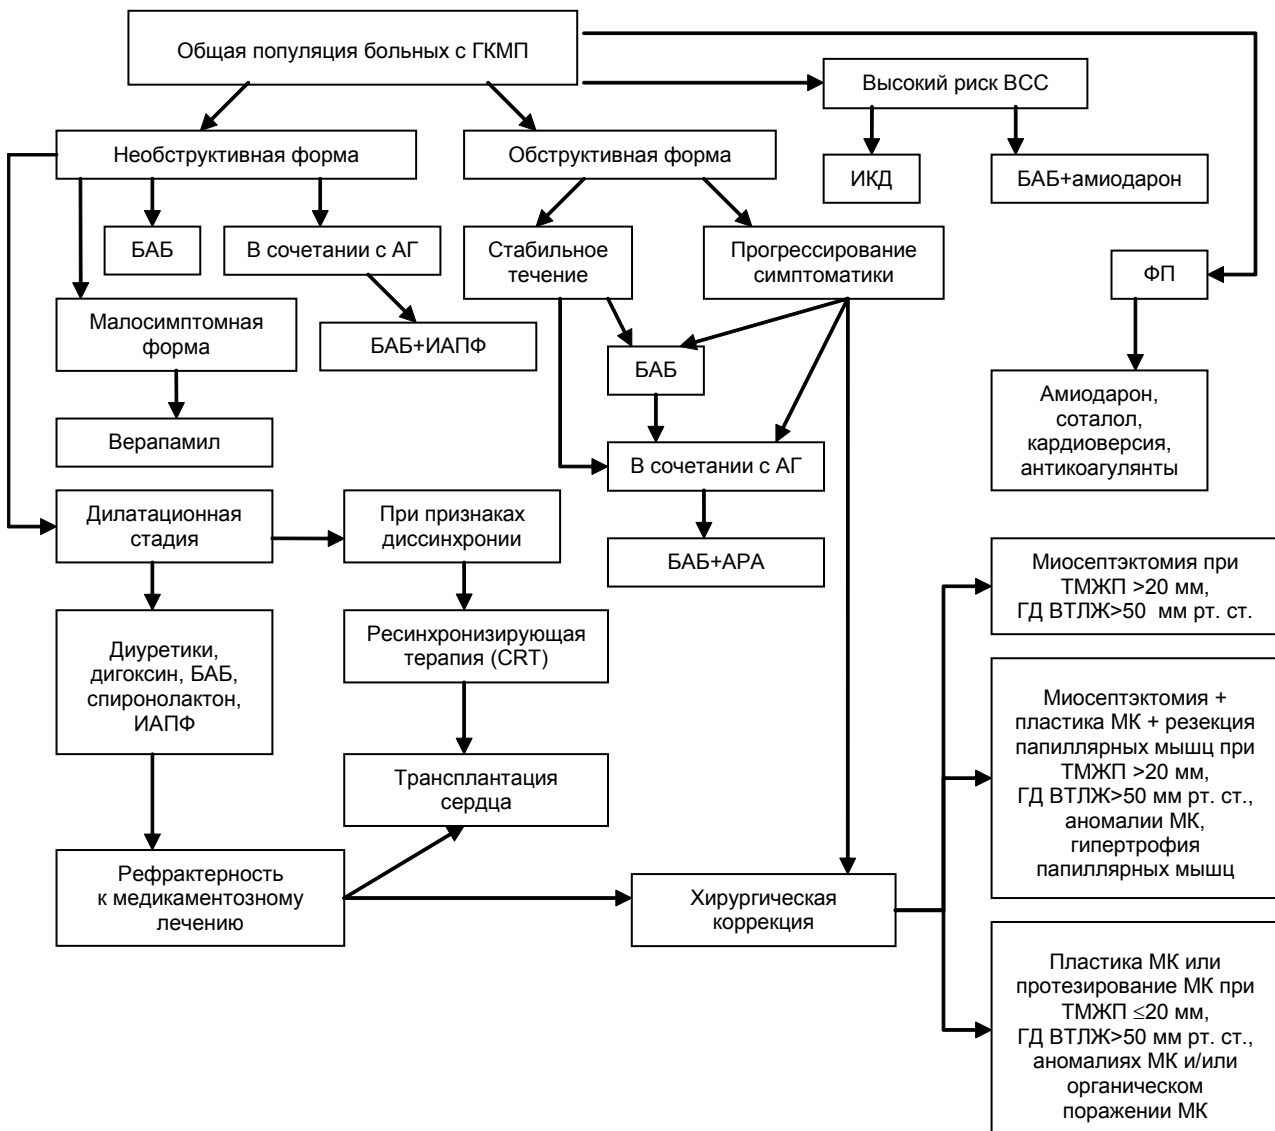 Общая популяция больных с ГКМП
Высокий риск ВСС
Необструктивная форма
Обструктивная форма
ИКД
БАБ+амиодарон
БАБ
В сочетании с АГ
Стабильное
течение
Прогрессирование
симптоматики
ФП
Малосимптомная
форма
БАБ+ИАПФ
БАБ
Амиодарон,
соталол,
кардиоверсия,
антикоагулянты
Верапамил
В сочетании с АГ
Дилатационная
стадия
При признаках
диссинхронии
БАБ+АРА
Миосептэктомия при
ТМЖП >20 мм,
ГД ВТЛЖ>50 мм рт. ст.
Диуретики,
дигоксин, БАБ,
спиронолактон,
ИАПФ
Ресинхронизирующая
терапия (CRT)
Миосептэктомия +
пластика МК + резекция
папиллярных мышц при
ТМЖП >20 мм,
ГД ВТЛЖ>50 мм рт. ст.,
аномалии МК,
гипертрофия
папиллярных мышц
Трансплантация
сердца
Рефрактерность
к медикаментозному
лечению
Хирургическая
коррекция
Пластика МК или
протезирование МК при
ТМЖП ≤20 мм,
ГД ВТЛЖ>50 мм рт. ст.,
аномалиях МК и/или
органическом
поражении МК